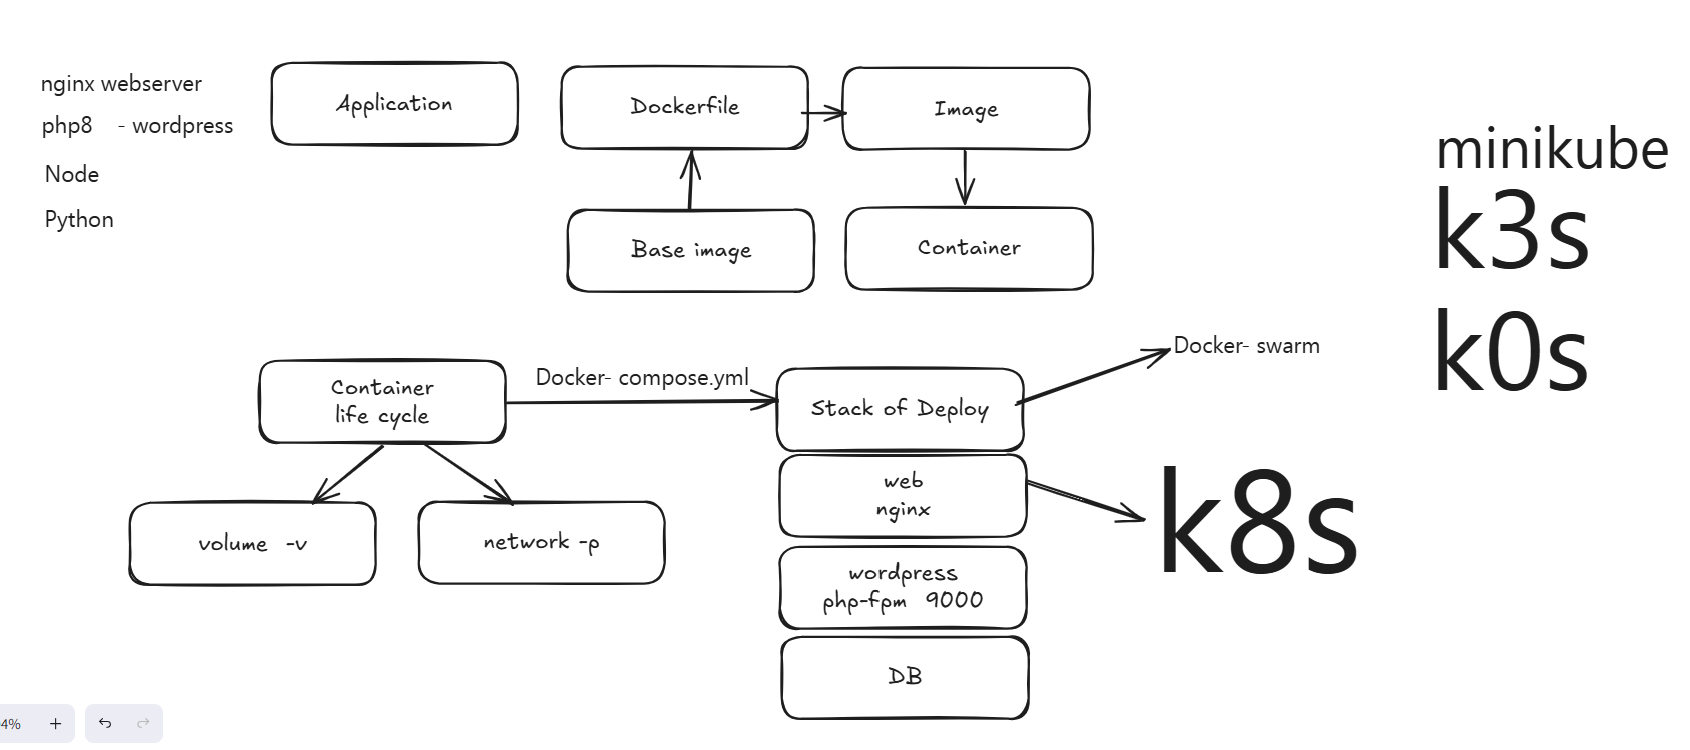 nginx webserver
php8 - wordpress
Node
Python
Application
Dockerfile
Image
Base image
Container
minikube
k3s
k0s
Container
life cycle
Docker- compose.yml
Stack of Deploy
Docker- swarm
volume -v
network -p
web
nginx
k8s
wordpress
php-fpm 9000
DB
4%